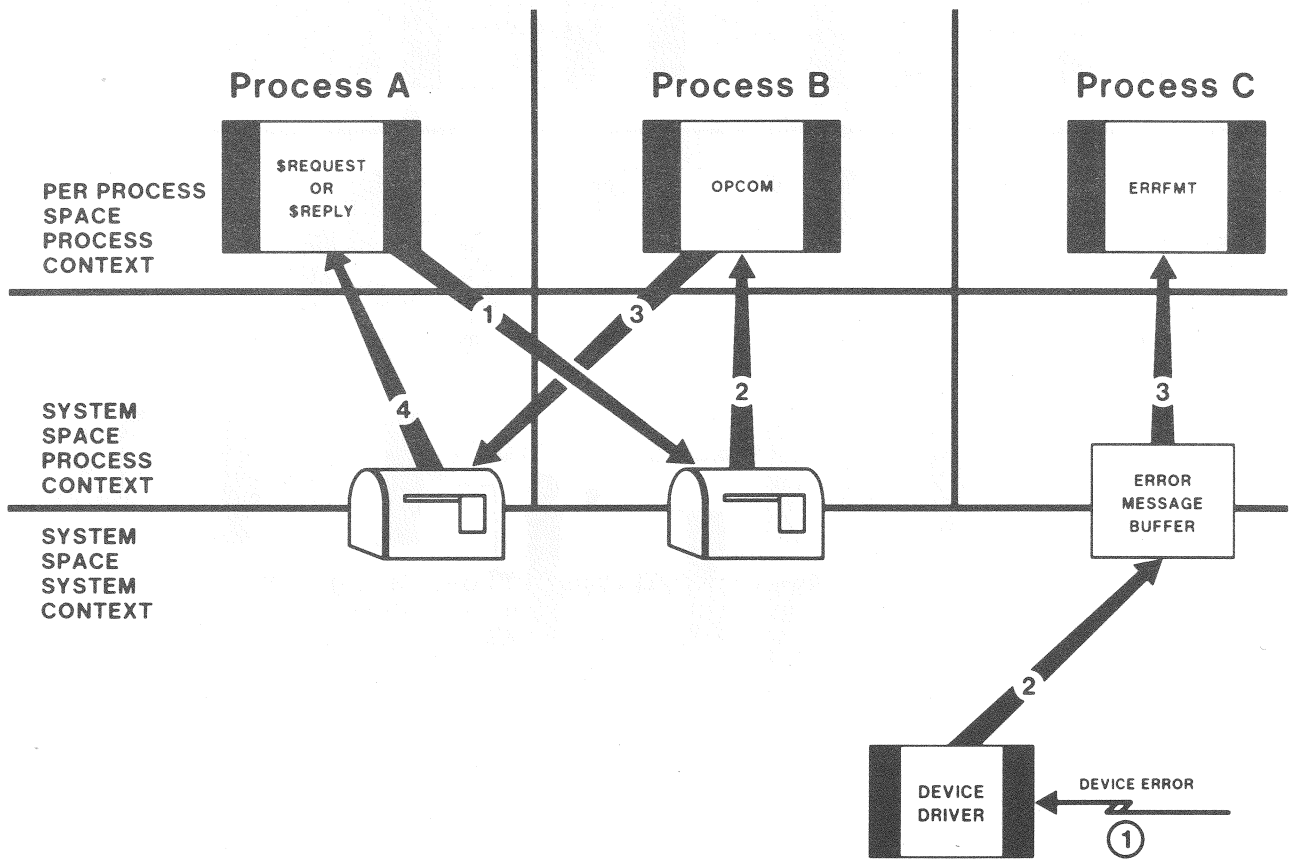 Process A
Process B
Process C
$REQUEST
OR
$REPLY
OPCOM
ERRFMT
PER PROCESS
SPACE
PROCESS
CONTEXT
1
3
2
4
3
SYSTEM
SPACE
PROCESS
CONTEXT
ERROR
MESSAGE
BUFFER
SYSTEM
SPACE
SYSTEM
CONTEXT
2
DEVICE
DRIVER
DEVICE ERROR
1